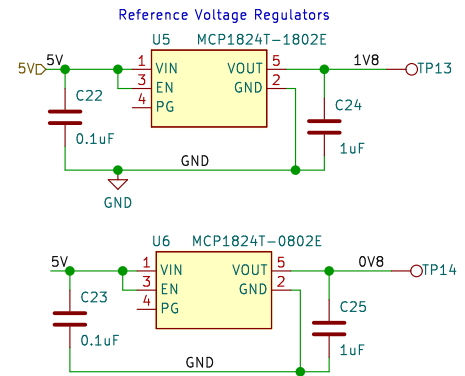 Reference Voltage Regulators
U5 MCP1824T-1802E
5V 5V 1 VIN VOUT 5 1V8 TP13
3 EN GND 2
C22 4 PG C24
0.1uF 1uF
GND
GND
U6 MCP1824T-0802E
5V 1 VIN VOUT 5 0V8 TP14
3 EN GND 2
C23 4 PG C25
0.1uF 1uF
GND